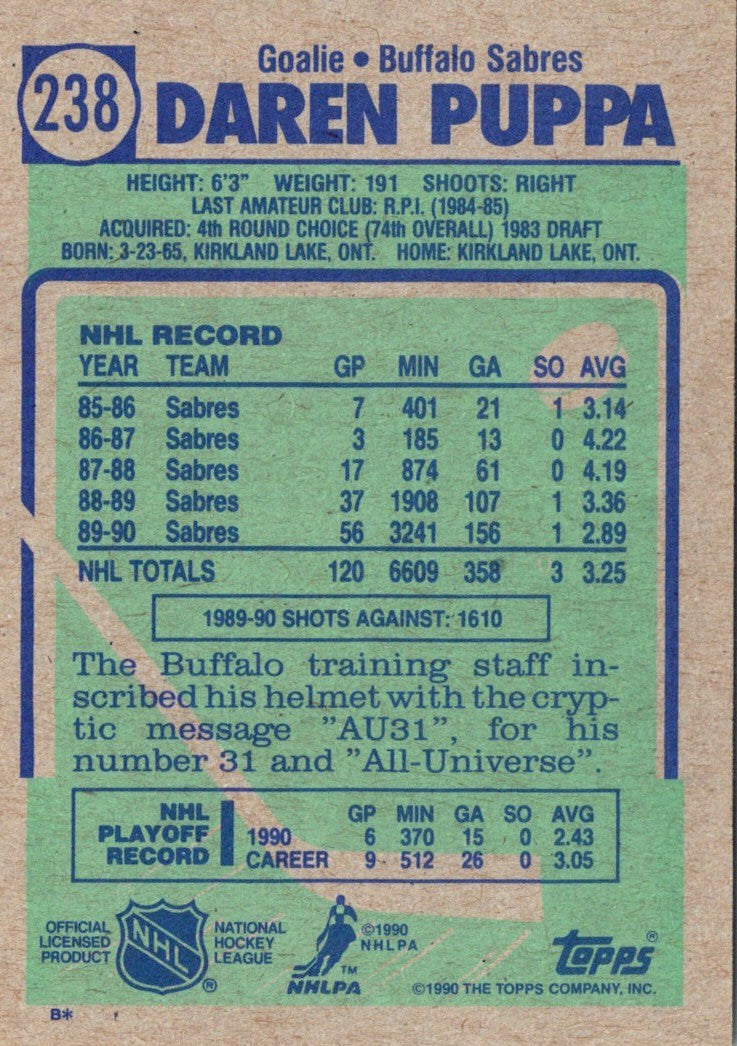 238
Goalie • Buffalo Sabres
DAREN PUPPA
HEIGHT: 6'3" WEIGHT: 191 SHOOTS: RIGHT
LAST AMATEUR CLUB: R.P.I. (1984-85)
ACQUIRED: 4th ROUND CHOICE (74th OVERALL) 1983 DRAFT
BORN: 3-23-65, KIRKLAND LAKE, ONT. HOME: KIRKLAND LAKE, ONT.
NHL RECORD
YEAR TEAM GP MIN GA SO AVG
85-86 Sabres 7 401 21 1 3.14
86-87 Sabres 3 185 13 0 4.22
87-88 Sabres 17 874 61 0 4.19
88-89 Sabres 37 1908 107 1 3.36
89-90 Sabres 56 3241 156 1 2.89
NHL TOTALS 120 6609 358 3 3.25
1989-90 SHOTS AGAINST: 1610
The Buffalo training staff in-
scribed his helmet with the cryp-
tic message "AU31", for his
number 31 and "All-Universe".
NHL PLAYOFF RECORD
GP MIN GA SO AVG
1990 6 370 15 0 2.43
CAREER 9 512 26 0 3.05
OFFICIAL
LICENSED
PRODUCT
NHL
®
NATIONAL
HOCKEY
LEAGUE
TM
NHLPA
©1990
NHLPA
topps®
©1990 THE TOPPS COMPANY, INC.
B*